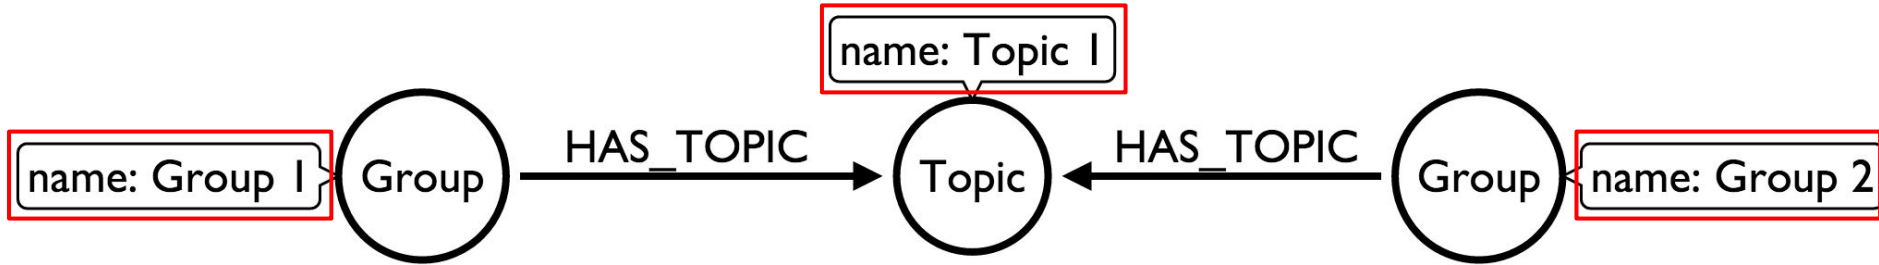 name: Topic 1
HAS_TOPIC
HAS_TOPIC
name: Group 1
Group
Topic
Group
name: Group 2